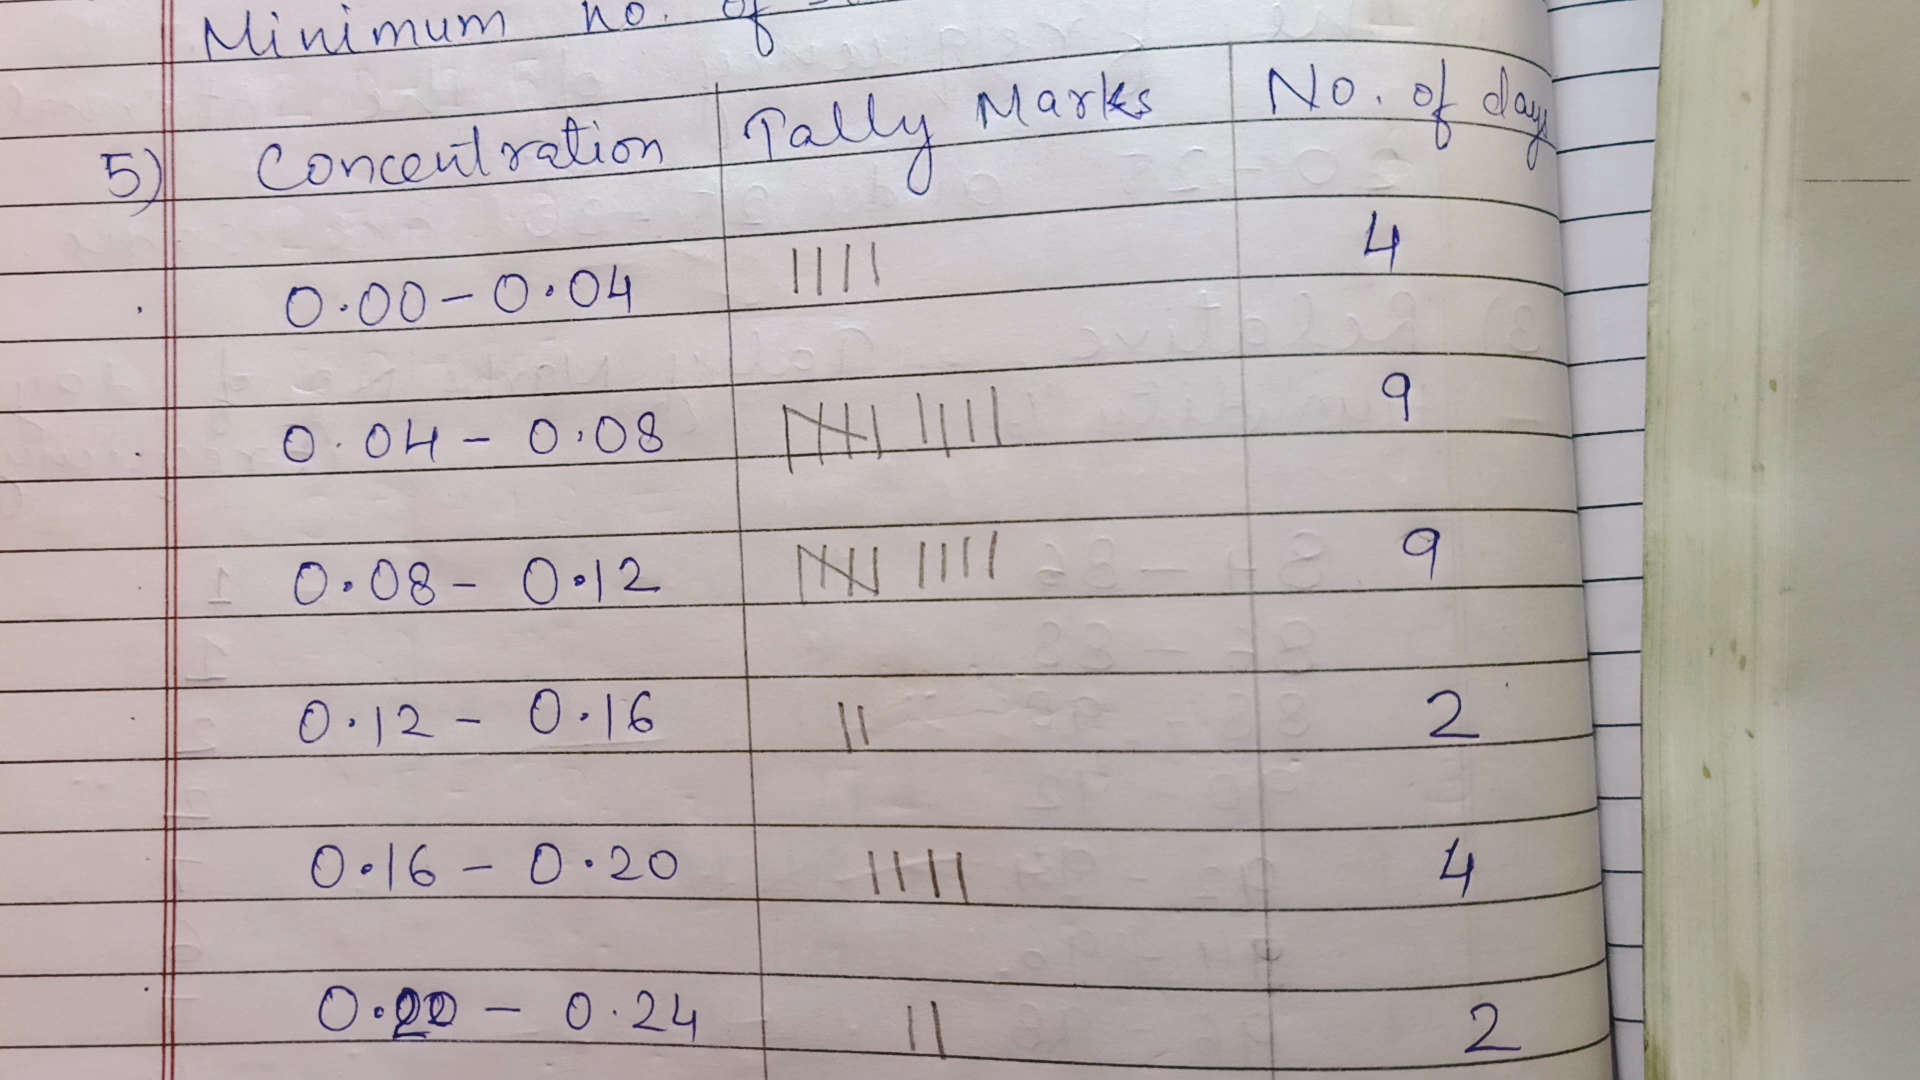 Minimum no. of
5) Concentration Tally Marks No. of days
0.00 - 0.04 |||| 4
0.04 - 0.08 |||| |||| 9
0.08 - 0.12 |||| |||| 9
0.12 - 0.16 || 2
0.16 - 0.20 |||| 4
0.20 - 0.24 || 2